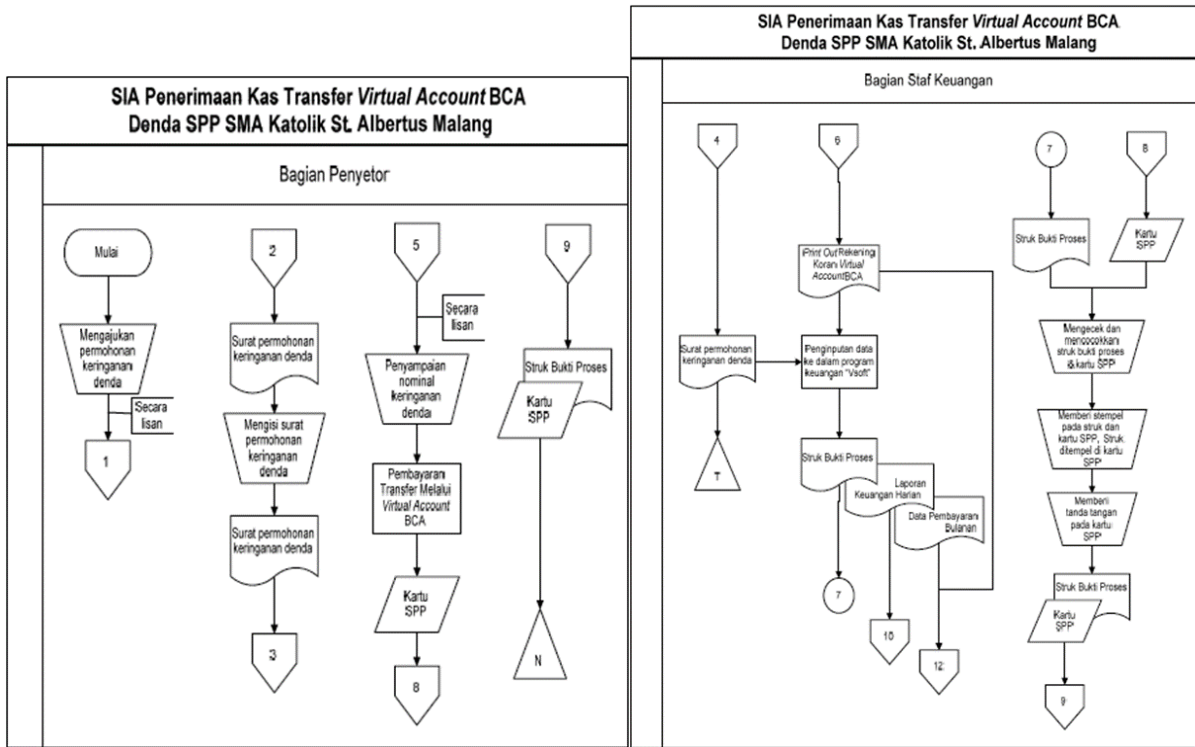 SIA Penerimaan Kas Transfer Virtual Account BCA
Denda SPP SMA Katolik St. Albertus Malang
Bagian Penyetor
Mulai
Mengajukan
permohonan
keringanan
denda
Secara
lisan
1
2
Surat permohonan
keringanan denda
Mengisi surat
permohonan
keringanan
denda
Surat permohonan
keringanan denda
3
5
Secara
lisan
Penyampaian
nominal
keringanan
denda
Pembayaran
Transfer Melalui
Virtual Account
BCA
Kartu
SPP
8
9
Struk Bukti Proses
Kartu
SPP
N
SIA Penerimaan Kas Transfer Virtual Account BCA
Denda SPP SMA Katolik St. Albertus Malang
Bagian Staf Keuangan
4
Surat permohonan
keringanan denda
T
6
Print Out Rekening
Koran Virtual
Account BCA
Penginputan data
ke dalam program
keuangan "Vsoft"
Struk Bukti Proses
Laporan
Keuangan Harian
Data Pembayaran
Bulanan
7
10
12
7
Struk Bukti Proses
8
Kartu
SPP
Mengecek dan
mencocokkan
struk bukti proses
& kartu SPP
Memberi stempel
pada struk dan
kartu SPP, Struk
ditempel di kartu
SPP
Memberi
tanda tangan
pada kartu
SPP
Struk Bukti Proses
Kartu
SPP
9